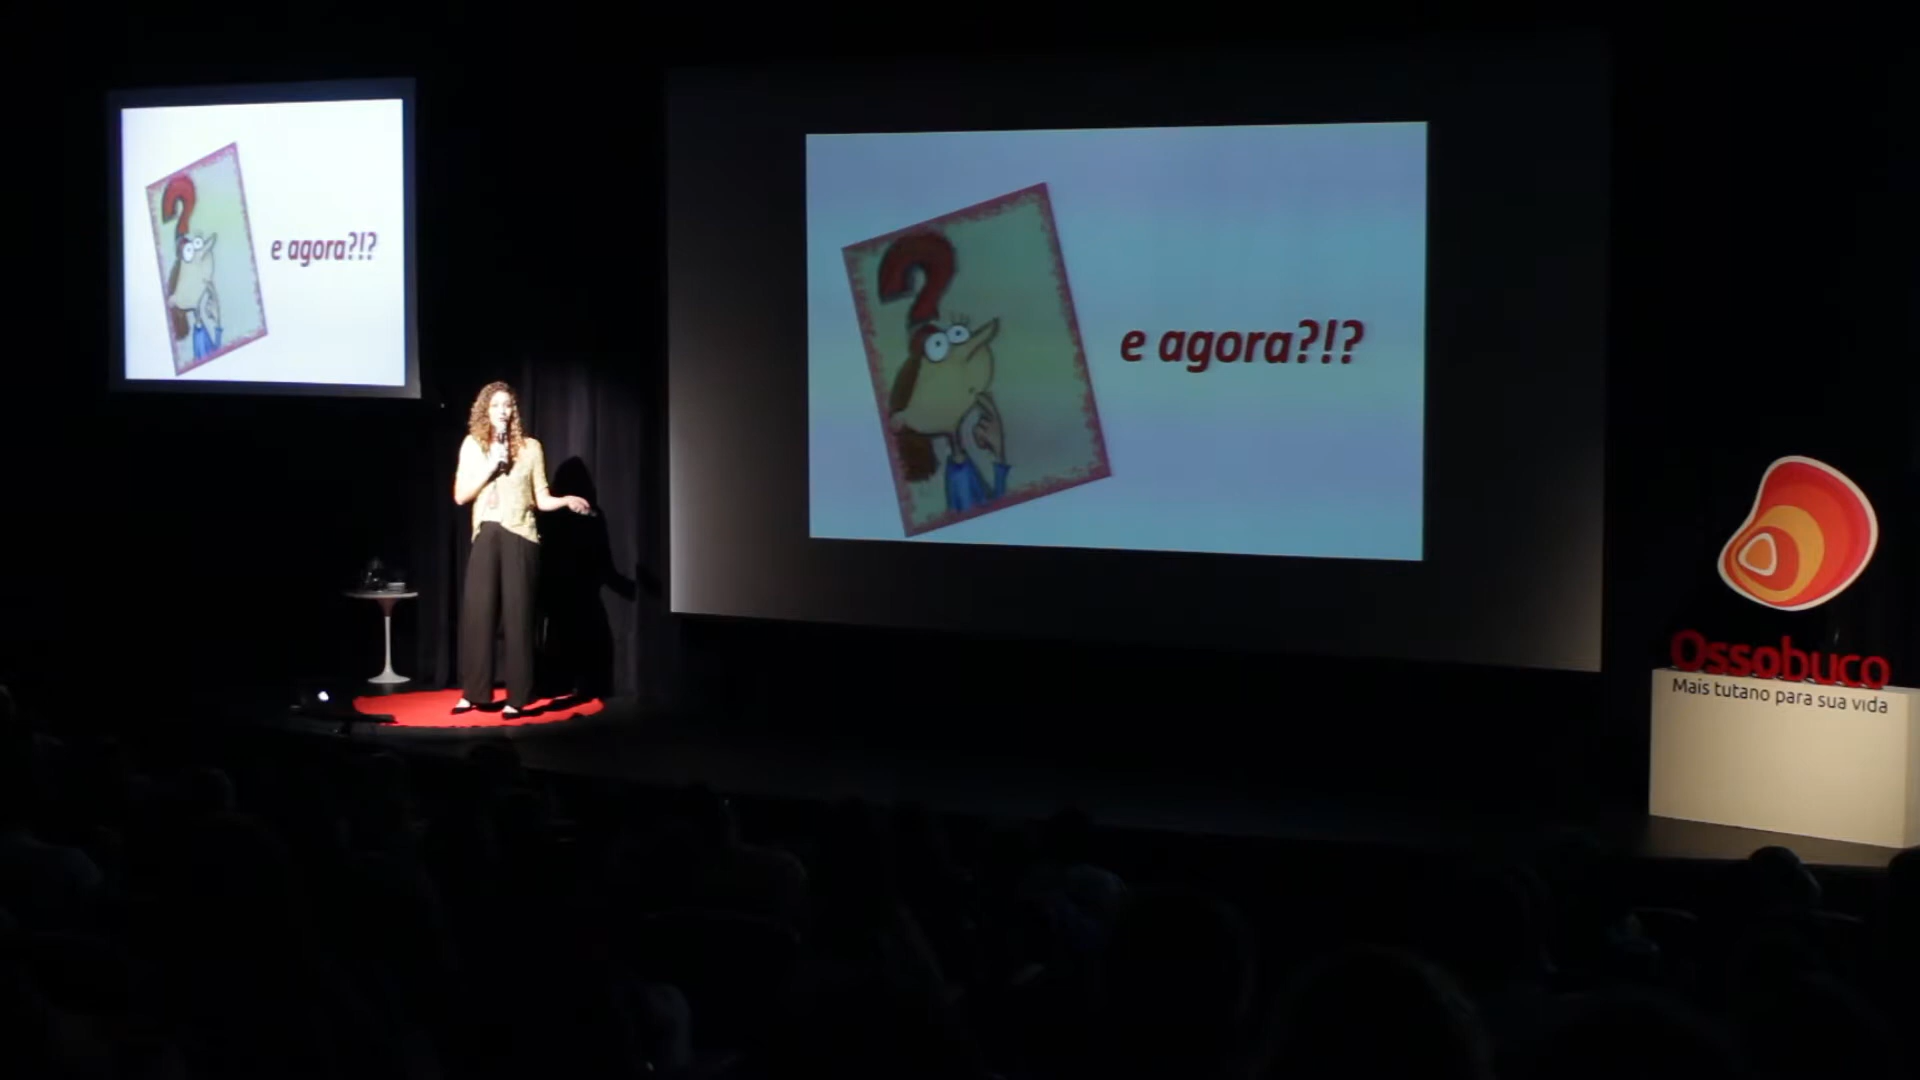 ?
e agora?!?
?
e agora?!?
Ossobuco
Mais tutano para sua vida